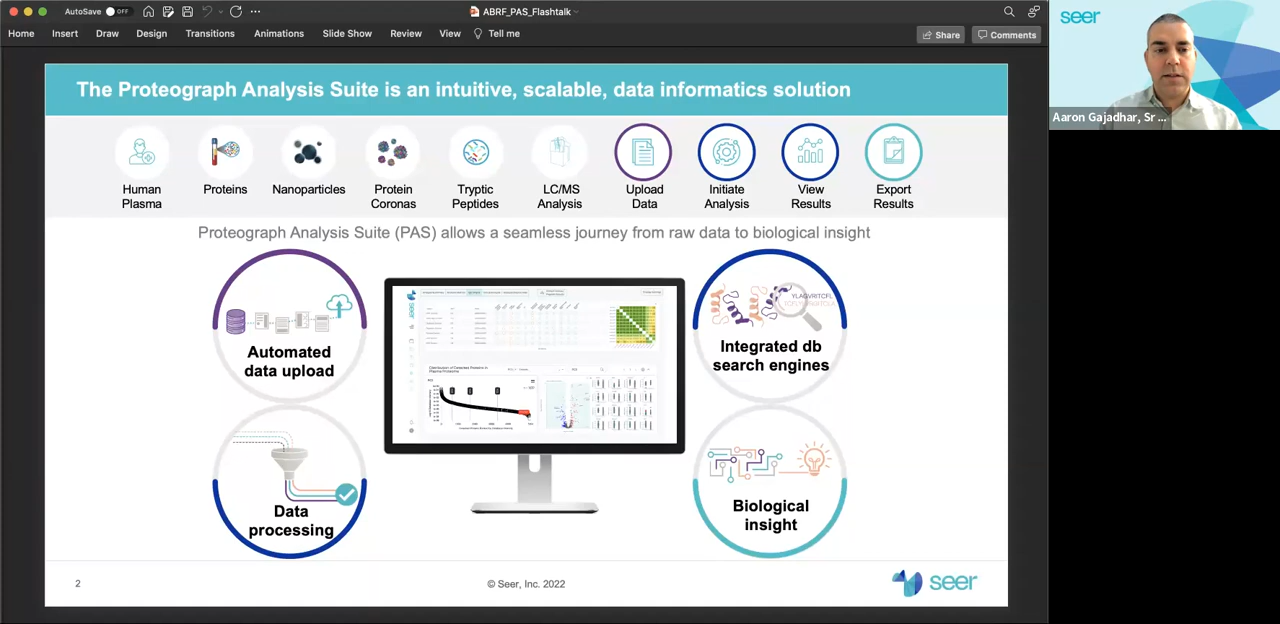 AutoSave OFF
ABRF_PAS_Flashtalk
Home Insert Draw Design Transitions Animations Slide Show Review View Tell me
Share Comments
seer
Aaron Gajadhar, Sr ...
The Proteograph Analysis Suite is an intuitive, scalable, data informatics solution
Human
Plasma
Proteins
Nanoparticles
Protein
Coronas
Tryptic
Peptides
LC/MS
Analysis
Upload
Data
Initiate
Analysis
View
Results
Export
Results
Proteograph Analysis Suite (PAS) allows a seamless journey from raw data to biological insight
Automated
data upload
YLAGVRITCFL
Integrated db
search engines
seer
Data
processing
Biological
insight
2
© Seer, Inc. 2022
seer